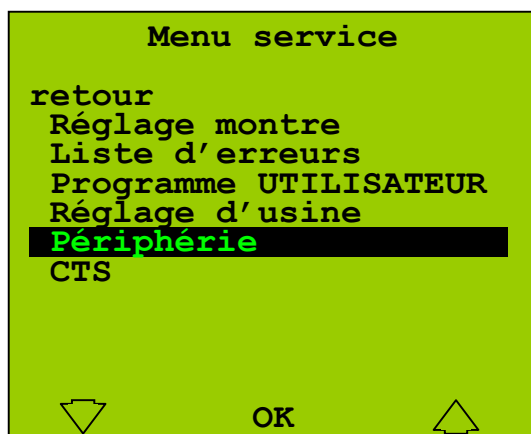 Menu service
retour
Réglage montre
Liste d’erreurs
Programme UTILISATEUR
Réglage d’usine
Périphérie
CTS
OK